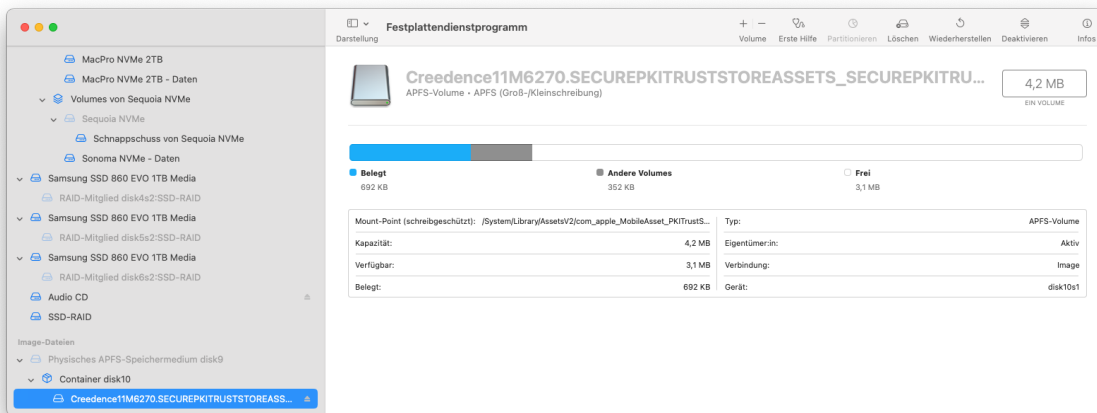 Festplattendienstprogramm
Darstellung
Volume Erste Hilfe Partitionieren Löschen Wiederherstellen Deaktivieren Infos
MacPro NVMe 2TB
MacPro NVMe 2TB - Daten
Volumes von Sequoia NVMe
Sequoia NVMe
Schnappschuss von Sequoia NVMe
Sonoma NVMe - Daten
Samsung SSD 860 EVO 1TB Media
RAID-Mitglied disk4s2:SSD-RAID
Samsung SSD 860 EVO 1TB Media
RAID-Mitglied disk5s2:SSD-RAID
Samsung SSD 860 EVO 1TB Media
RAID-Mitglied disk6s2:SSD-RAID
Audio CD
SSD-RAID
Image-Dateien
Physisches APFS-Speichermedium disk9
Container disk10
Creedence11M6270.SECUREPKITRUSTSTOREASS...
Creedence11M6270.SECUREPKITRUSTSTOREASSETS_SECUREPKITRU...
APFS-Volume • APFS (Groß-/Kleinschreibung)
4,2 MB
EIN VOLUME
Belegt
692 KB
Andere Volumes
352 KB
Frei
3,1 MB
Mount-Point (schreibgeschützt): /System/Library/AssetsV2/com_apple_MobileAsset_PKITrustS...
Kapazität: 4,2 MB
Verfügbar: 3,1 MB
Belegt: 692 KB
Typ: APFS-Volume
Eigentümer:in: Aktiv
Verbindung: Image
Gerät: disk10s1